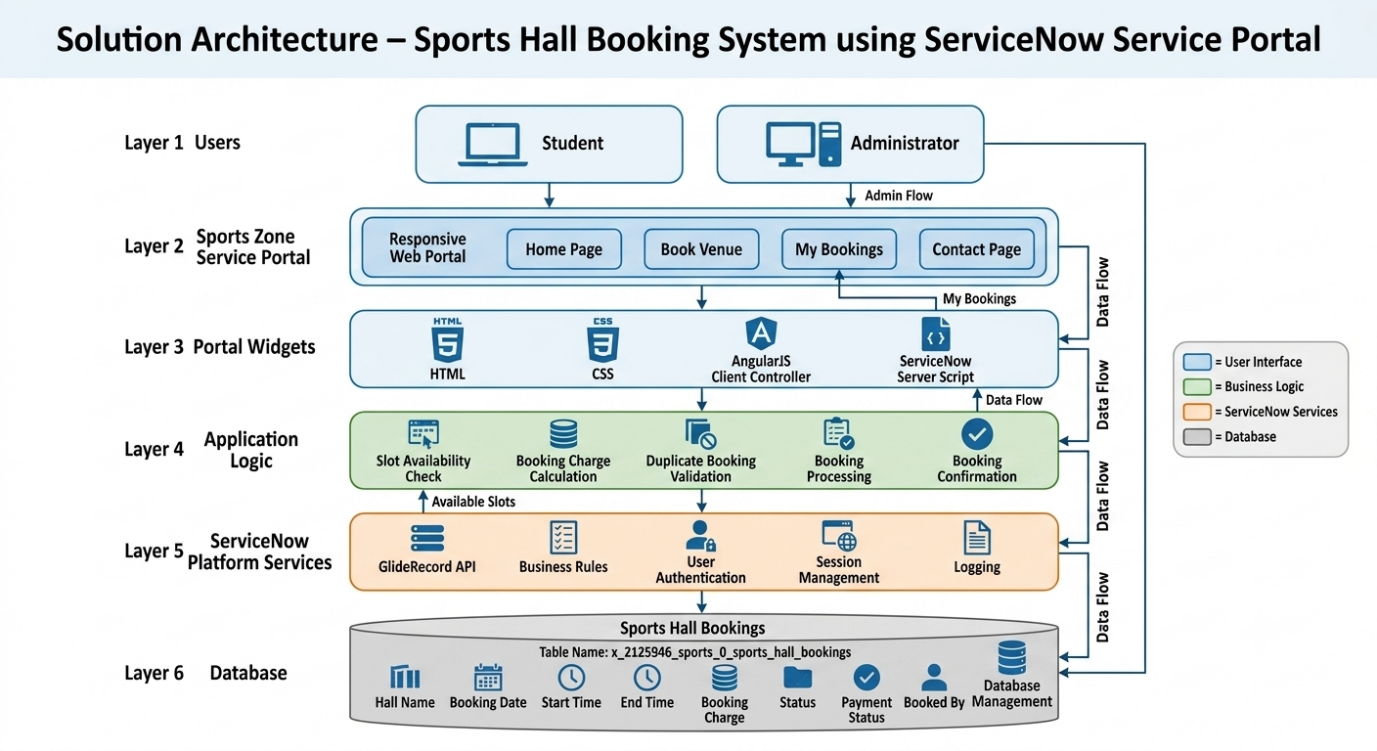 Solution Architecture – Sports Hall Booking System using ServiceNow Service Portal
Layer 1 Users
Student
Administrator
Admin Flow
Layer 2
Sports Zone
Service Portal
Responsive
Web Portal
Home Page
Book Venue
My Bookings
Contact Page
My Bookings
Data Flow
Layer 3 Portal Widgets
HTML
5
HTML
CSS
3
CSS
A
AngularJS
Client Controller
ServiceNow
Server Script
Data Flow
Data Flow
Layer 4
Application
Logic
Slot Availability
Check
Booking Charge
Calculation
Duplicate Booking
Validation
Booking
Processing
Booking
Confirmation
Available Slots
Data Flow
Layer 5
ServiceNow
Platform Services
GlideRecord API
Business Rules
User
Authentication
Session
Management
Logging
Data Flow
Layer 6
Database
Sports Hall Bookings
Table Name: x_2125946_sports_0_sports_hall_bookings
Hall Name
Booking Date
Start Time
End Time
Booking
Charge
Status
Payment
Status
Booked By
Database
Management
= User Interface
= Business Logic
= ServiceNow Services
= Database